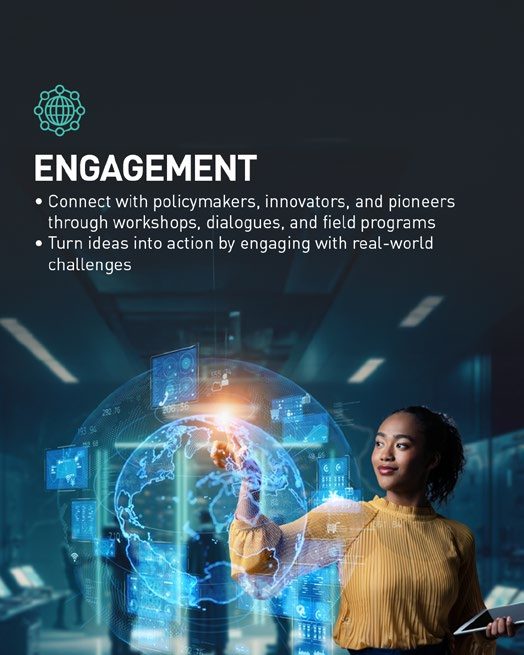 ENGAGEMENT
• Connect with policymakers, innovators, and pioneers
through workshops, dialogues, and field programs
• Turn ideas into action by engaging with real-world
challenges